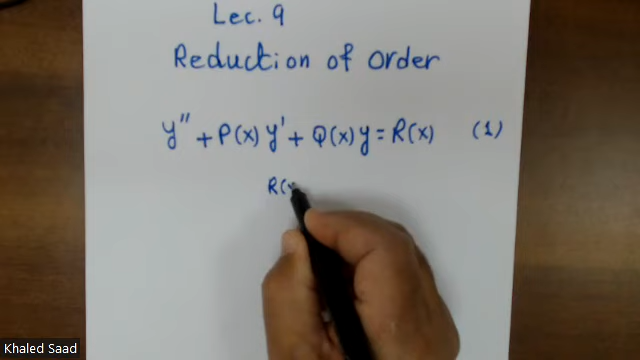 Lec. 9
Reduction of order
y'' + P(x) y' + Q(x) y = R(x) (1)
R(x
Khaled Saad